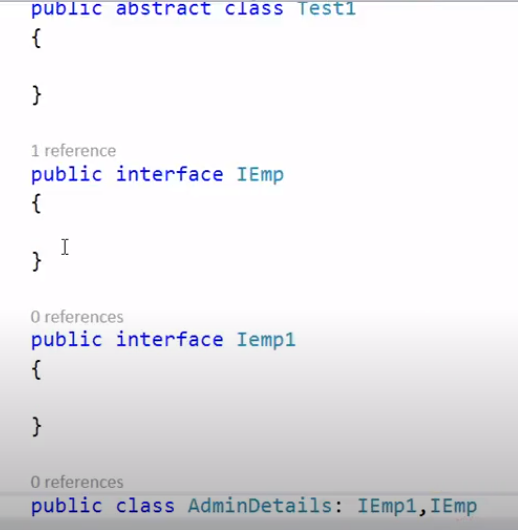 public abstract class Test1
{
}
1 reference
public interface IEmp
{
}
0 references
public interface Iemp1
{
}
0 references
public class AdminDetails: IEmp1,IEmp